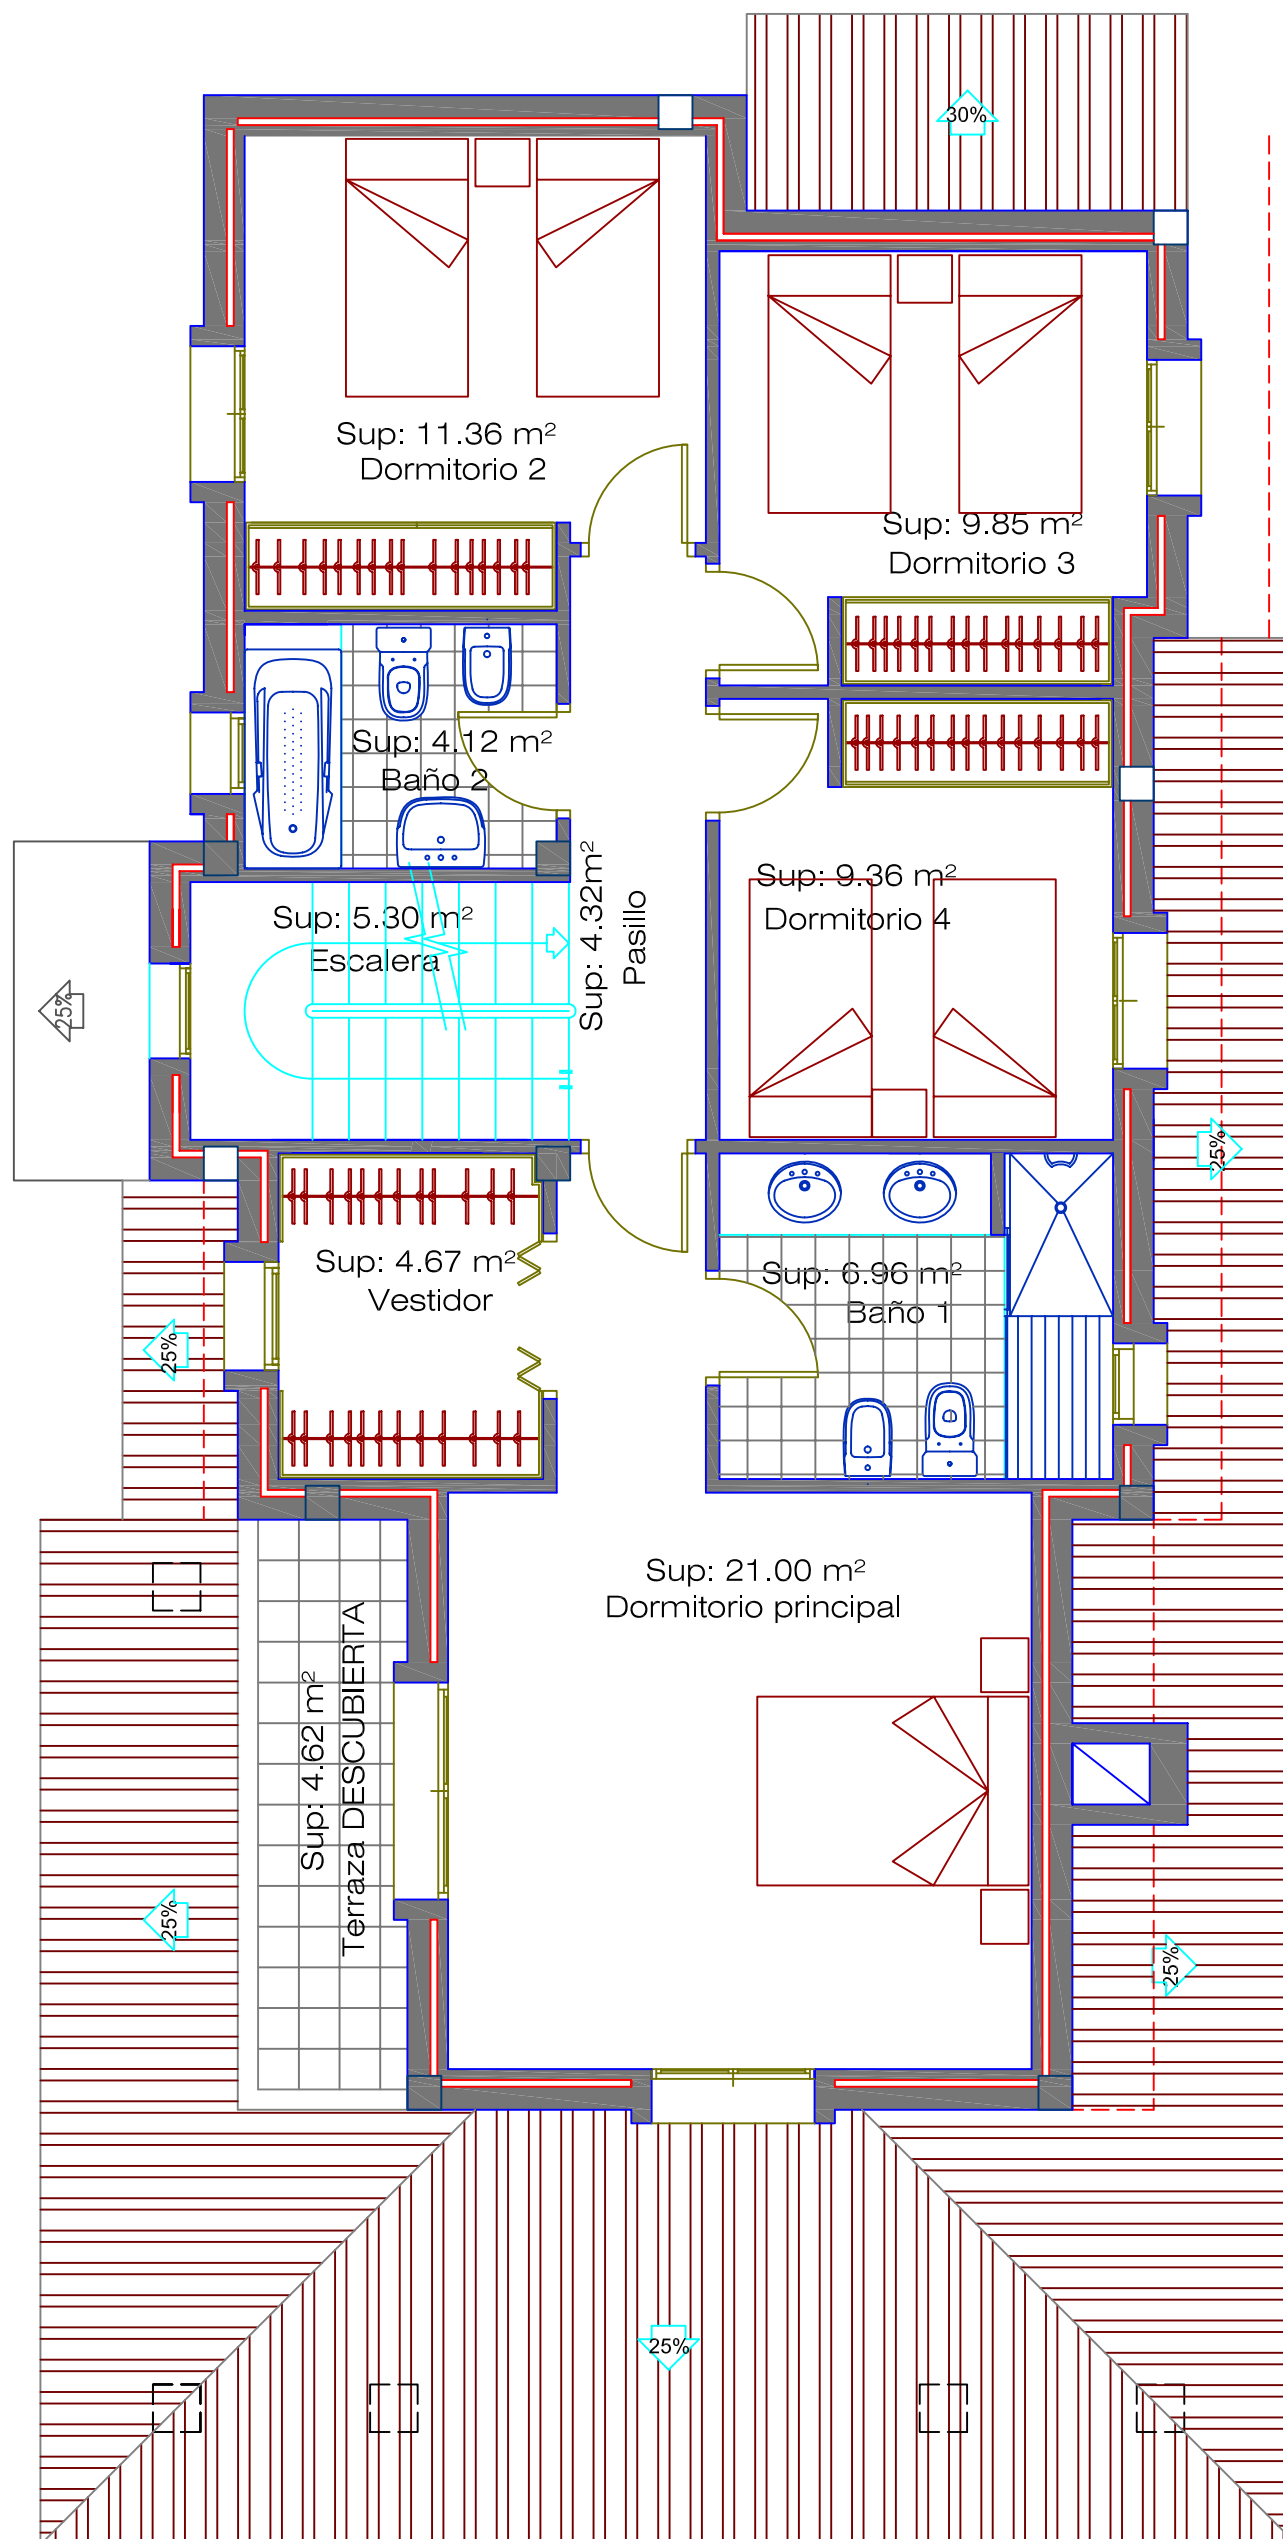 30%
Sup: 11.36 m²
Dormitorio 2
Sup: 9.85 m²
Dormitorio 3
Sup: 4.12 m²
Baño 2
Sup: 9.36 m²
Dormitorio 4
Sup: 5.30 m²
Escalera
Sup: 4.32m²
Pasillo
25%
25%
Sup: 4.67 m²
Vestidor
Sup: 6.96 m²
Baño 1
25%
Sup: 21.00 m²
Dormitorio principal
Sup: 4.62 m²
Terraza DESCUBIERTA
25%
25%
25%